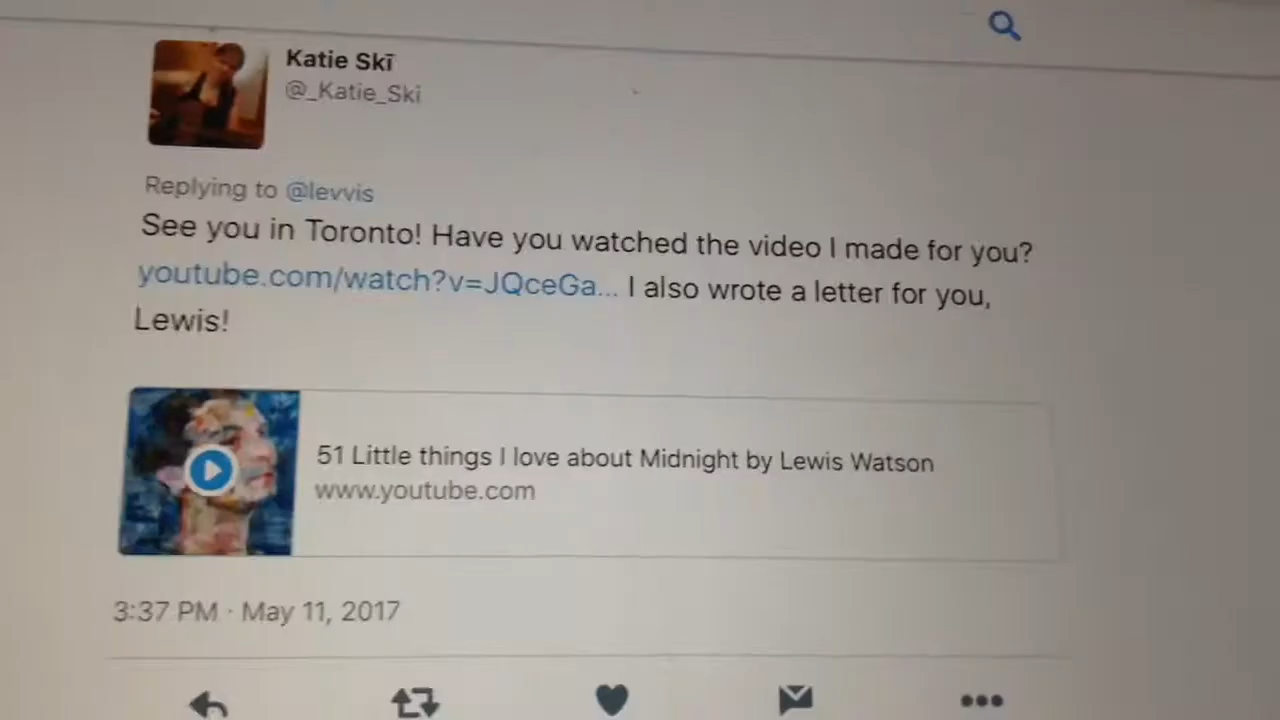 Katie Skī
@_Katie_Ski
Replying to @levvis
See you in Toronto! Have you watched the video I made for you?
youtube.com/watch?v=JQceGa... I also wrote a letter for you,
Lewis!
51 Little things I love about Midnight by Lewis Watson
www.youtube.com
3:37 PM · May 11, 2017